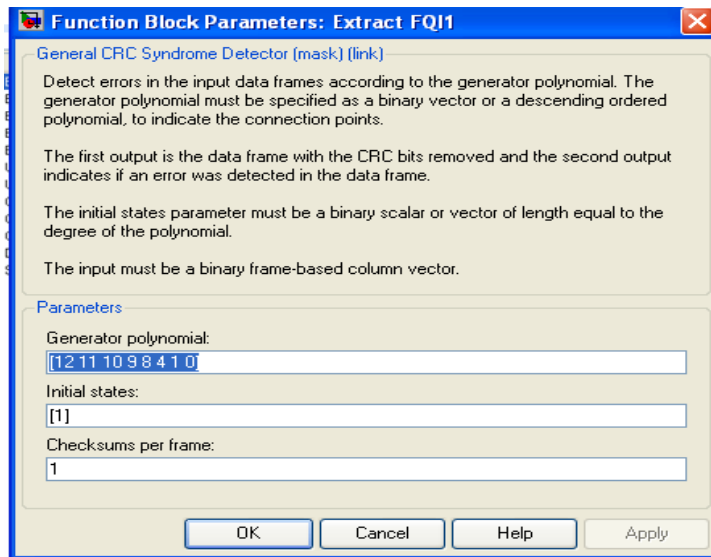 Function Block Parameters: Extract FQI1
General CRC Syndrome Detector (mask) (link)
Detect errors in the input data frames according to the generator polynomial. The
generator polynomial must be specified as a binary vector or a descending ordered
polynomial, to indicate the connection points.
The first output is the data frame with the CRC bits removed and the second output
indicates if an error was detected in the data frame.
The initial states parameter must be a binary scalar or vector of length equal to the
degree of the polynomial.
The input must be a binary frame-based column vector.
Parameters
Generator polynomial:
[12 11 10 9 8 4 1 0]
Initial states:
[1]
Checksums per frame:
1
OK
Cancel
Help
Apply